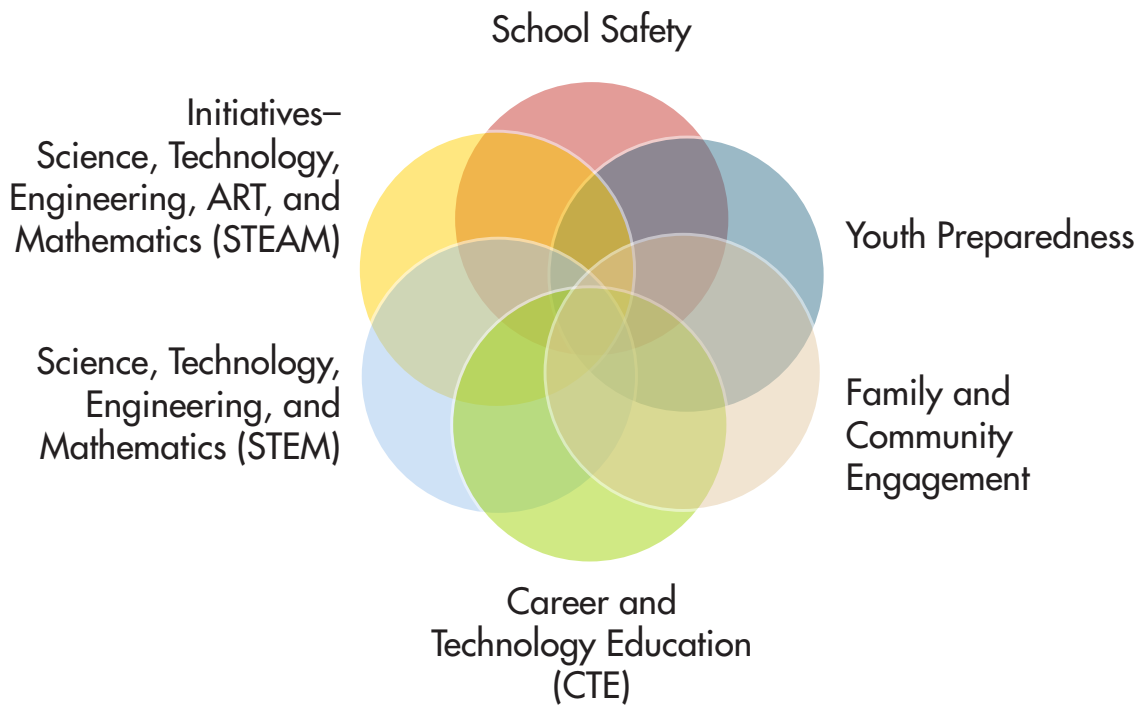 School Safety
Initiatives–
Science, Technology,
Engineering, ART, and
Mathematics (STEAM)
Youth Preparedness
Science, Technology,
Engineering, and
Mathematics (STEM)
Family and
Community
Engagement
Career and
Technology Education
(CTE)